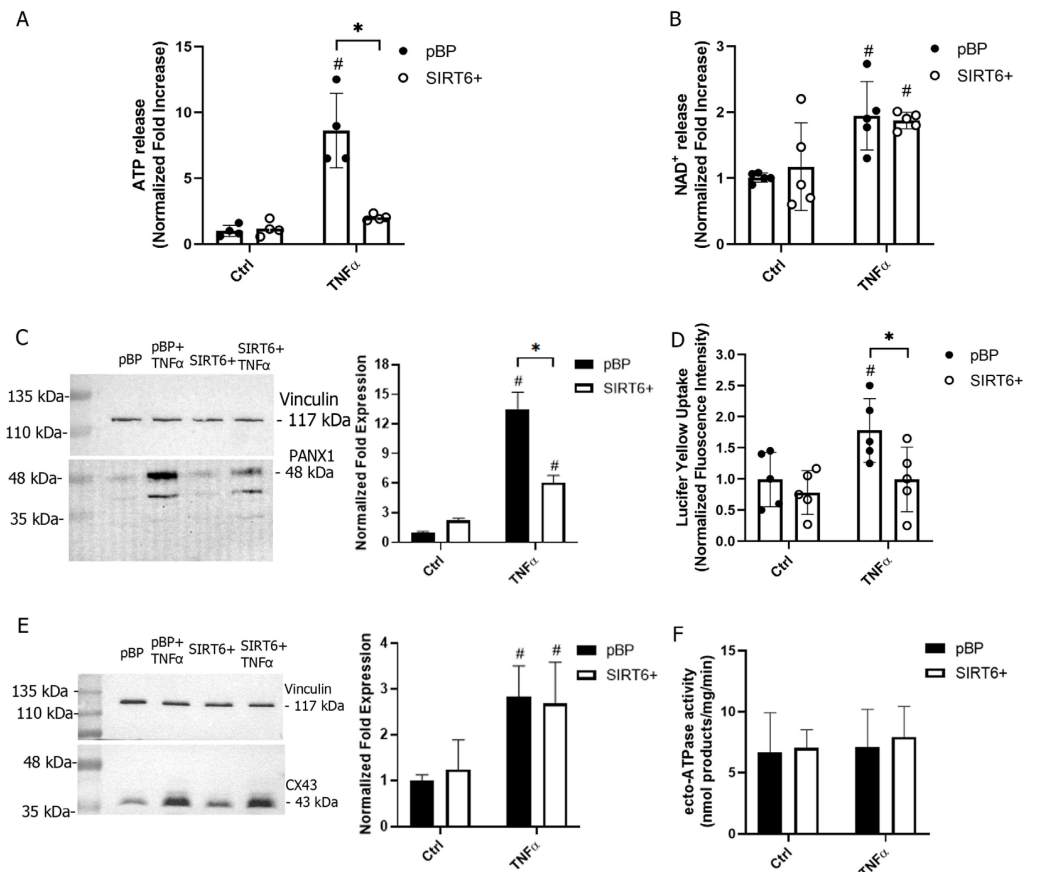 A
ATP release
(Normalized Fold Increase)
15
10
5
0
#
*
pBP
SIRT6+
Ctrl
TNFα
B
NAD+ release
(Normalized Fold Increase)
3
2
1
0
#
#
pBP
SIRT6+
Ctrl
TNFα
C
pBP
pBP+
TNFα
SIRT6+
SIRT6+
TNFα
135 kDa-
110 kDa-
48 kDa-
35 kDa-
Vinculin
- 117 kDa
PANX1
- 48 kDa
Normalized Fold Expression
18
15
12
9
6
3
0
#
*
#
pBP
SIRT6+
Ctrl
TNFα
D
Lucifer Yellow Uptake
(Normalized Fluoscence Intensity)
3.0
2.5
2.0
1.5
1.0
0.5
0.0
#
*
pBP
SIRT6+
Ctrl
TNFα
E
pBP
pBP+
TNFα
SIRT6+
SIRT6+
TNFα
135 kDa -
110 kDa-
48 kDa-
35 kDa-
Vinculin
- 117 kDa
CX43
- 43 kDa
Normalized Fold Expression
4
3
2
1
0
#
#
pBP
SIRT6+
Ctrl
TNFα
F
ecto-ATPase activity
(nmol products/mg/min)
15
10
5
0
pBP
SIRT6+
Ctrl
TNFα